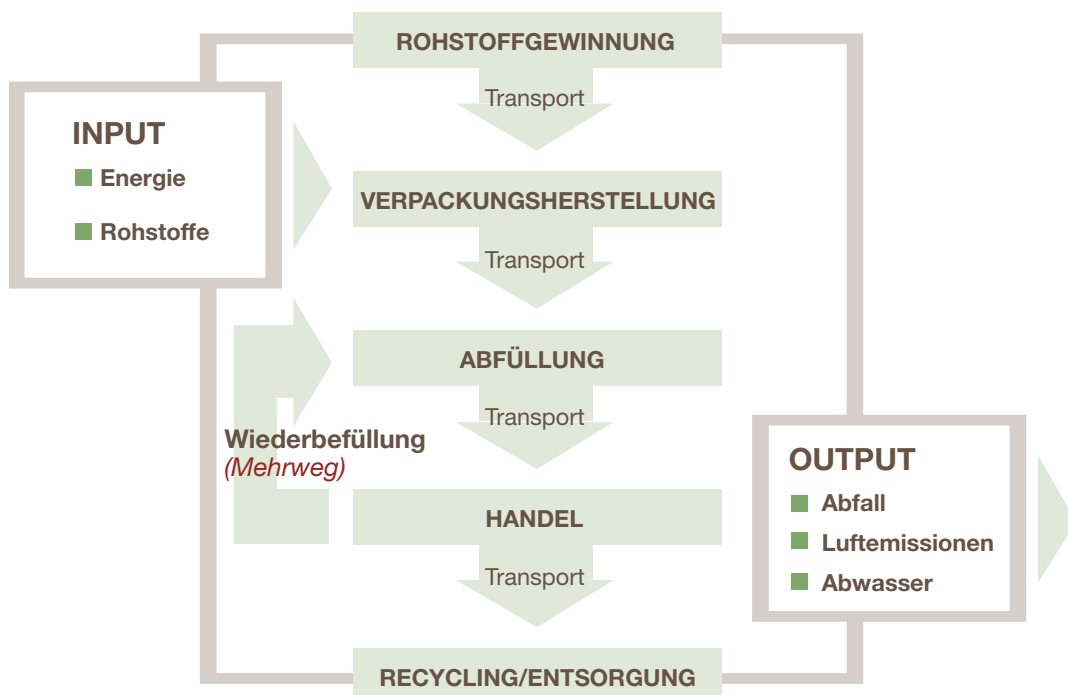 ROHSTOFFGEWINNUNG
Transport
INPUT
Energie
Rohstoffe
VERPACKUNGSHERSTELLUNG
Transport
ABFÜLLUNG
Transport
Wiederbefüllung
(Mehrweg)
HANDEL
Transport
OUTPUT
Abfall
Luftemissionen
Abwasser
RECYCLING/ENTSORGUNG